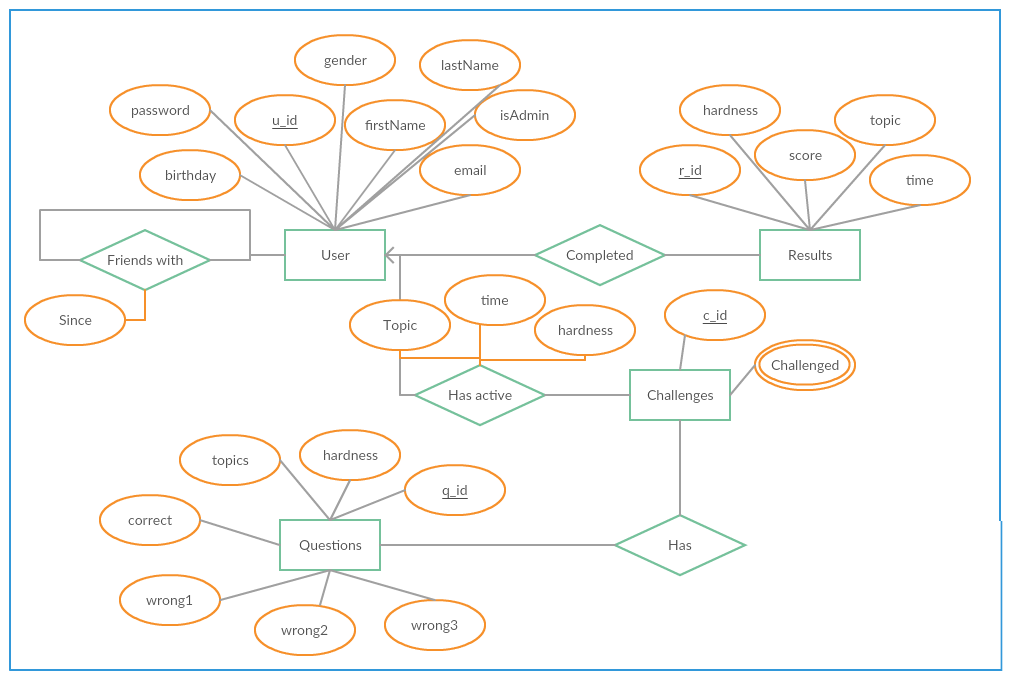 gender
lastName
password
u_id
firstName
isAdmin
birthday
email
hardness
topic
score
r_id
time
Friends with
User
Completed
Results
Since
Topic
time
hardness
c_id
Challenged
Has active
Challenges
topics
hardness
q_id
correct
Questions
Has
wrong1
wrong2
wrong3